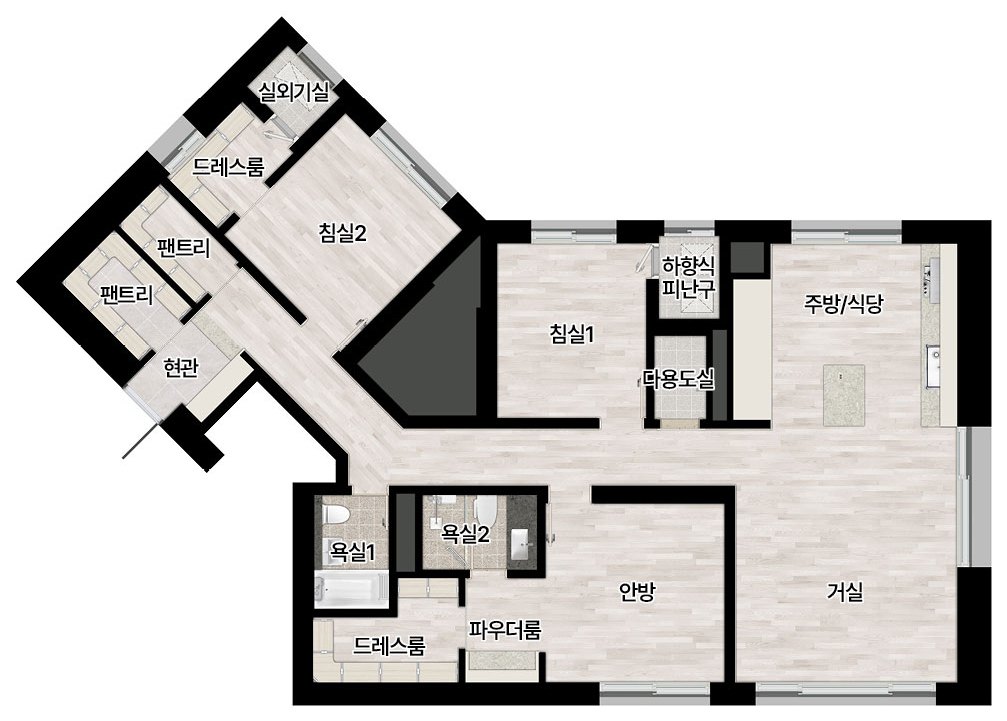 실외기실
드레스룸
침실2
팬트리
팬트리
현관
하향식
피난구
침실1
다용도실
주방/식당
욕실1
욕실2
안방
거실
파우더룸
드레스룸